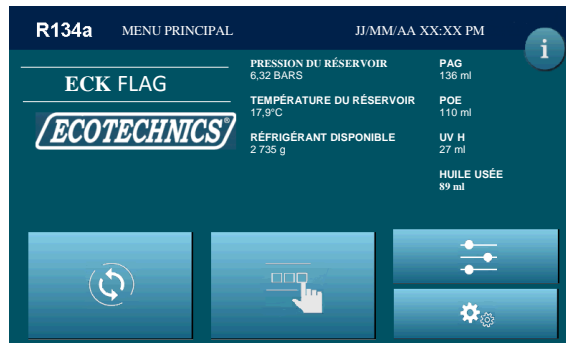 R134a MENU PRINCIPAL JJ/MM/AA XX:XX PM
i
ECK FLAG
ECOTECHNICS®
PRESSION DU RÉSERVOIR
6,32 BARS
TEMPÉRATURE DU RÉSERVOIR
17,9°C
RÉFRIGÉRANT DISPONIBLE
2 735 g
PAG
136 ml
POE
110 ml
UV H
27 ml
HUILE USÉE
89 ml